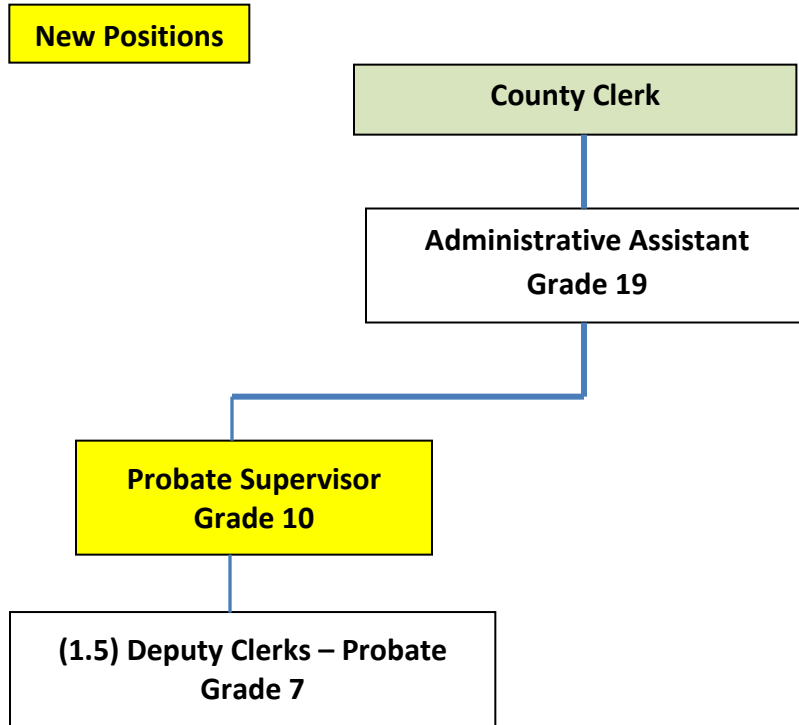 New Positions
County Clerk
Administrative Assistant
Grade 19
Probate Supervisor
Grade 10
(1.5) Deputy Clerks – Probate
Grade 7